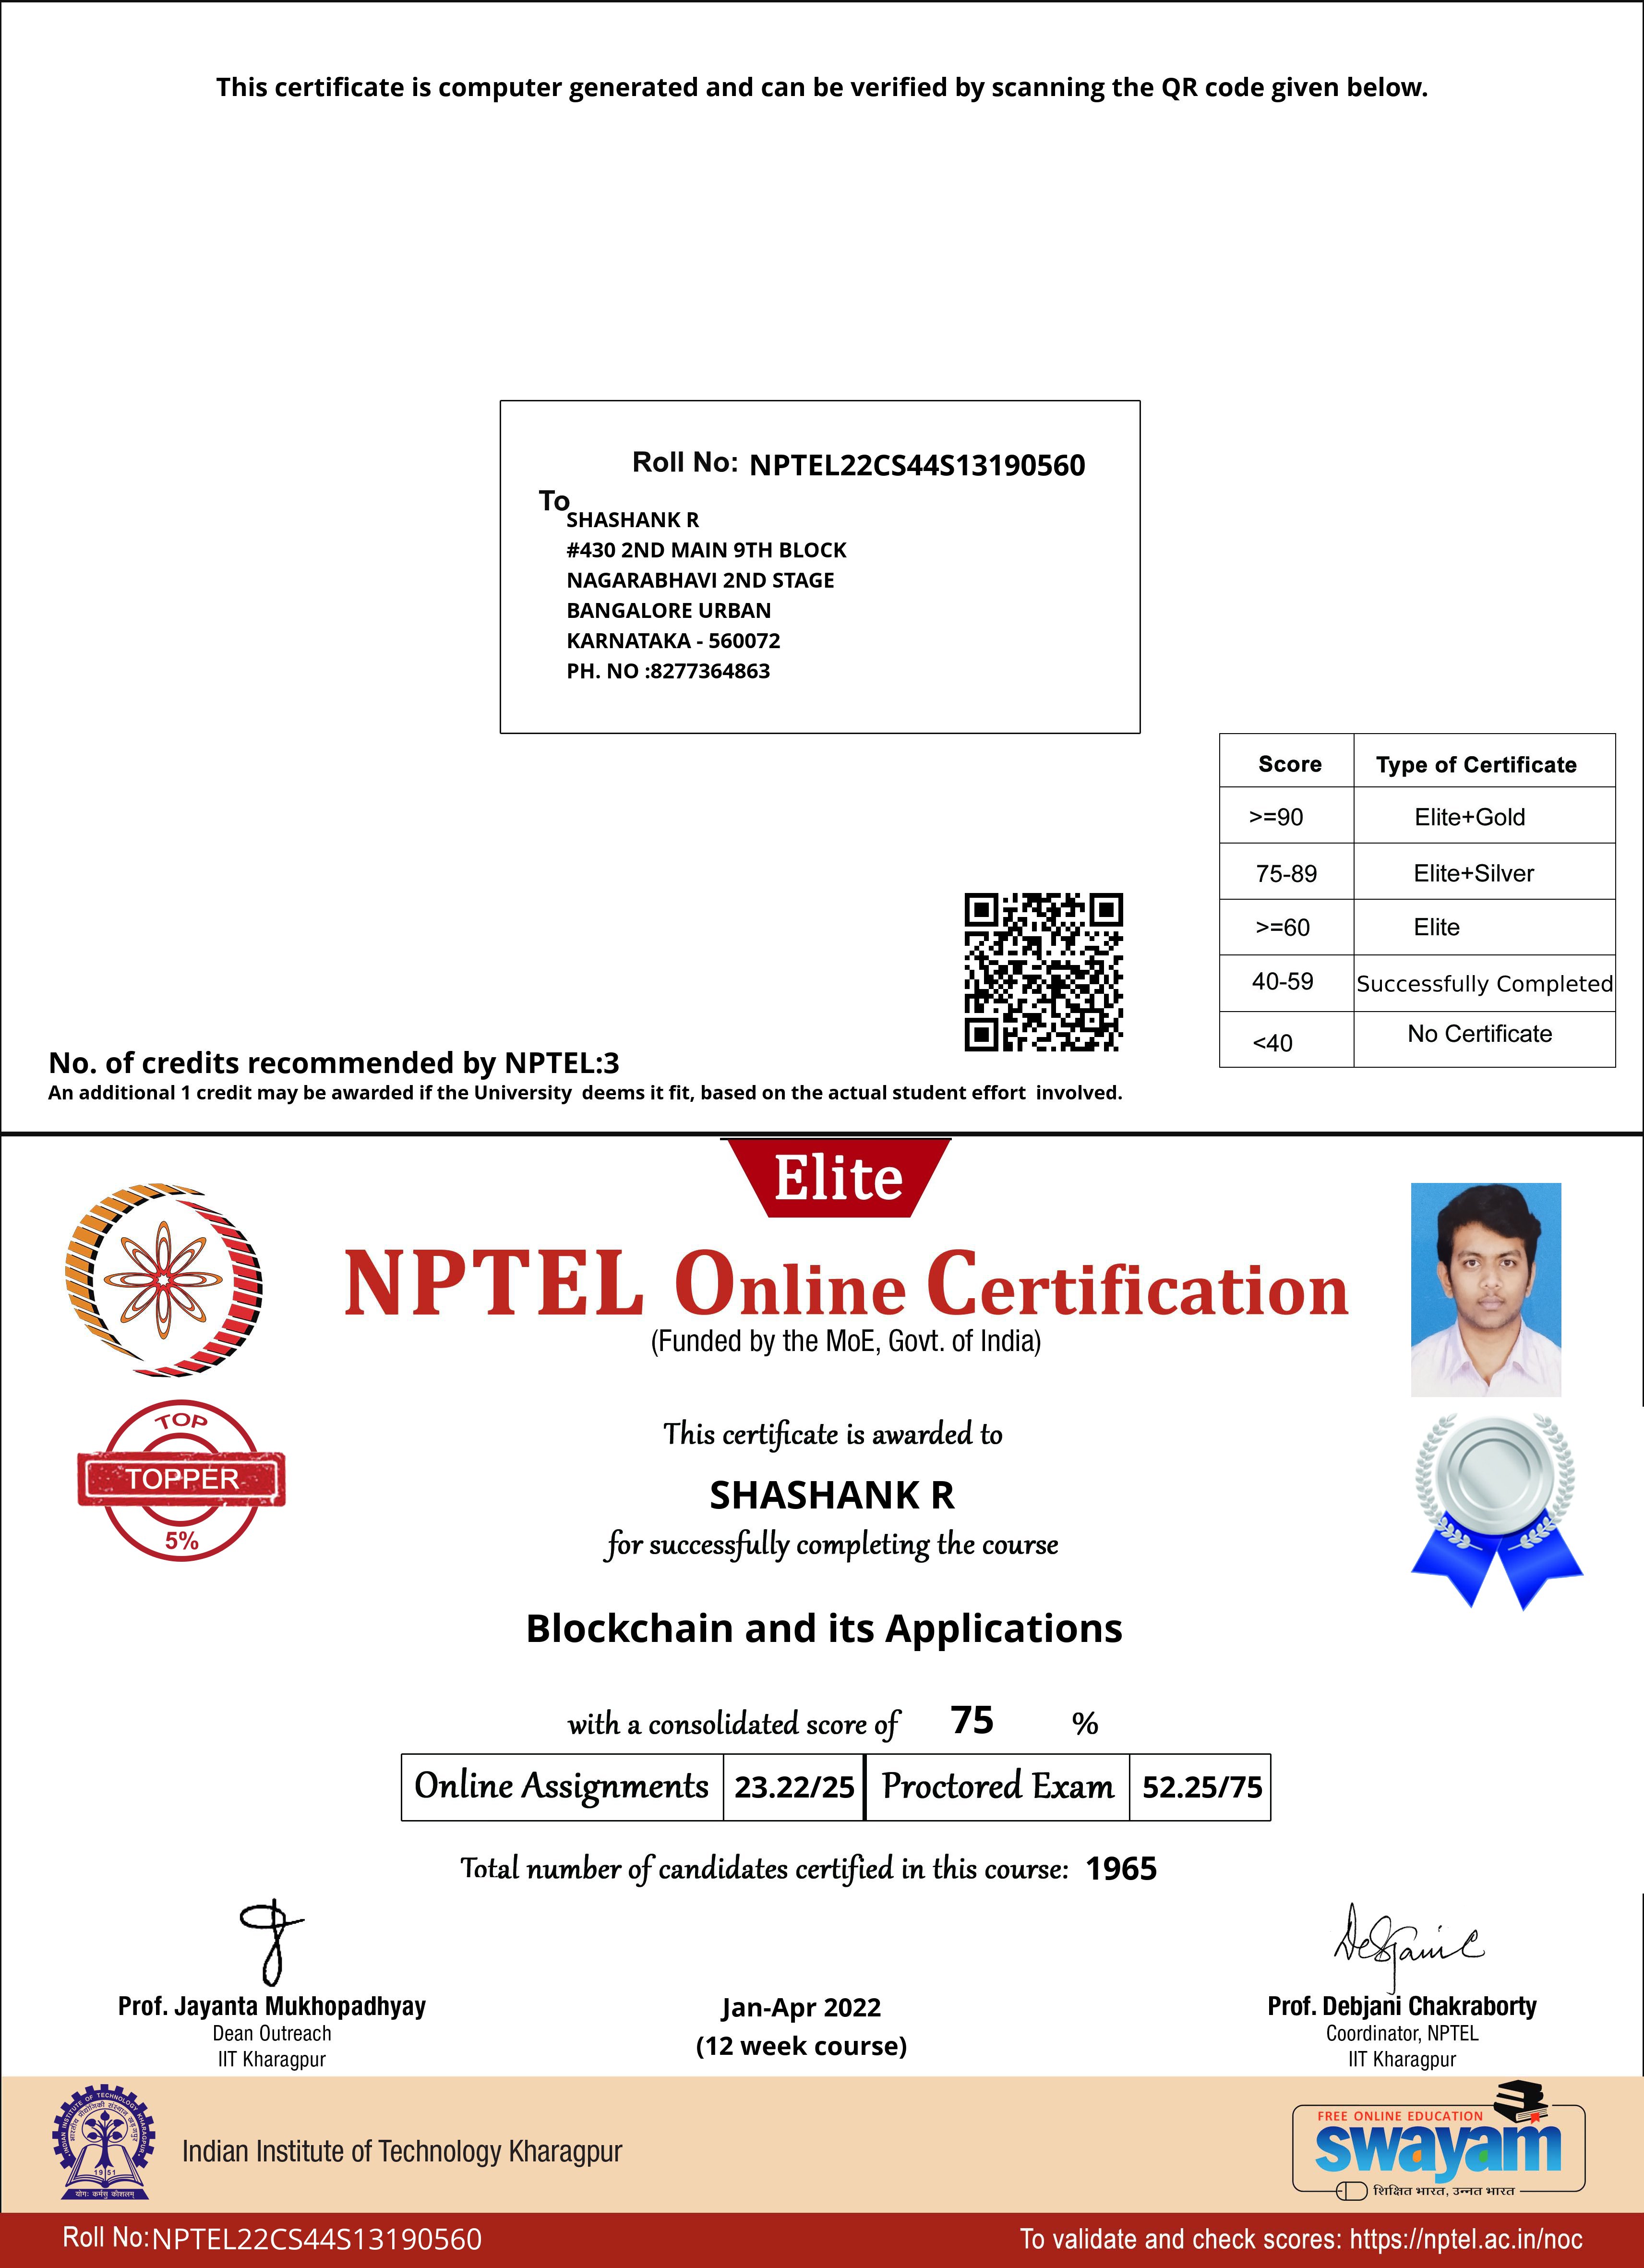 This certificate is computer generated and can be verified by scanning the QR code given below.
Roll No: NPTEL22CS44S13190560
To
SHASHANK R
#430 2ND MAIN 9TH BLOCK
NAGARABHAVI 2ND STAGE
BANGALORE URBAN
KARNATAKA - 560072
PH. NO :8277364863
Score Type of Certificate
>=90 Elite+Gold
75-89 Elite+Silver
>=60 Elite
40-59 Successfully Completed
<40 No Certificate
No. of credits recommended by NPTEL:3
An additional 1 credit may be awarded if the University deems it fit, based on the actual student effort involved.
Elite
NPTEL Online Certification
(Funded by the MoE, Govt. of India)
TOP
TOPPER
5%
This certificate is awarded to
SHASHANK R
for successfully completing the course
Blockchain and its Applications
with a consolidated score of 75 %
Online Assignments 23.22/25 Proctored Exam 52.25/75
Total number of candidates certified in this course: 1965
Prof. Jayanta Mukhopadhyay
Dean Outreach
IIT Kharagpur
Jan-Apr 2022
(12 week course)
Prof. Debjani Chakraborty
Coordinator, NPTEL
IIT Kharagpur
INDIAN INSTITUTE OF TECHNOLOGY KHARAGPUR
1951
योगः कर्मसु कौशलम्
Indian Institute of Technology Kharagpur
FREE ONLINE EDUCATION
swayam
शिक्षित भारत, उन्नत भारत
Roll No:NPTEL22CS44S13190560
To validate and check scores: https://nptel.ac.in/noc